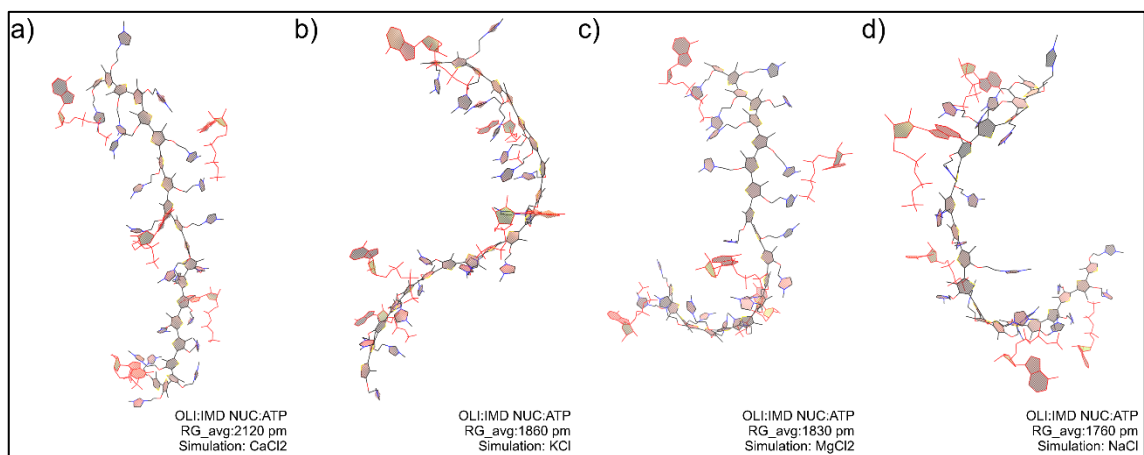 a)
b)
c)
d)
OLI:IMD NUC:ATP
RG_avg:2120 pm
Simulation: CaCl2
OLI:IMD NUC:ATP
RG_avg:1860 pm
Simulation: KCl
OLI:IMD NUC:ATP
RG_avg:1830 pm
Simulation: MgCl2
OLI:IMD NUC:ATP
RG_avg:1760 pm
Simulation: NaCl